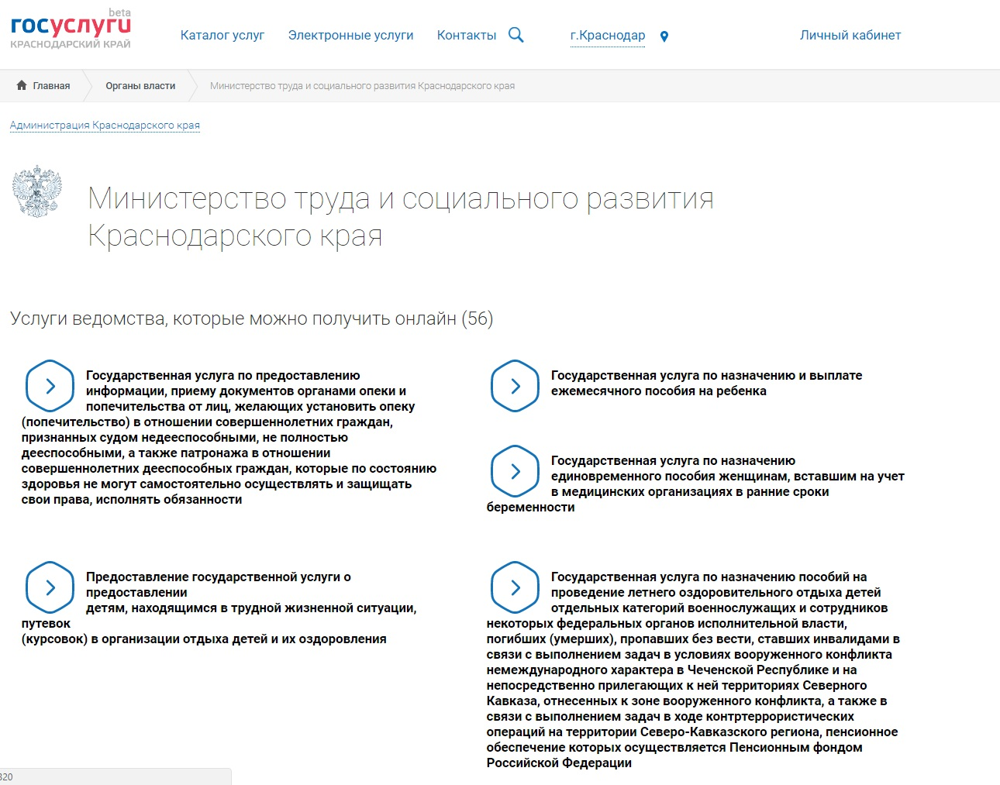 beta
госуслуги
КРАСНОДАРСКИЙ КРАЙ
Каталог услуг
Электронные услуги
Контакты
г.Краснодар
Личный кабинет
Главная
Органы власти
Министерство труда и социального развития Краснодарского края
Администрация Краснодарского края
Министерство труда и социального развития
Краснодарского края
Услуги ведомства, которые можно получить онлайн (56)
Государственная услуга по предоставлению
информации, приему документов органами опеки и
попечительства от лиц, желающих установить опеку
(попечительство) в отношении совершеннолетних граждан,
признанных судом недееспособными, не полностью
дееспособными, а также патронажа в отношении
совершеннолетних дееспособных граждан, которые по состоянию
здоровья не могут самостоятельно осуществлять и защищать
свои права, исполнять обязанности
Государственная услуга по назначению и выплате
ежемесячного пособия на ребенка
Государственная услуга по назначению
единовременного пособия женщинам, вставшим на учет
в медицинских организациях в ранние сроки
беременности
Предоставление государственной услуги о
предоставлении
детям, находящимся в трудной жизненной ситуации,
путевок
(курсовок) в организации отдыха детей и их оздоровления
Государственная услуга по назначению пособий на
проведение летнего оздоровительного отдыха детей
отдельных категорий военнослужащих и сотрудников
некоторых федеральных органов исполнительной власти,
погибших (умерших), пропавших без вести, ставших инвалидами в
связи с выполнением задач в условиях вооруженного конфликта
немеждународного характера в Чеченской Республике и на
непосредственно прилегающих к ней территориях Северного
Кавказа, отнесенных к зоне вооруженного конфликта, а также в
связи с выполнением задач в ходе контртеррористических
операций на территории Северо-Кавказского региона, пенсионное
обеспечение которых осуществляется Пенсионным фондом
Российской Федерации
320